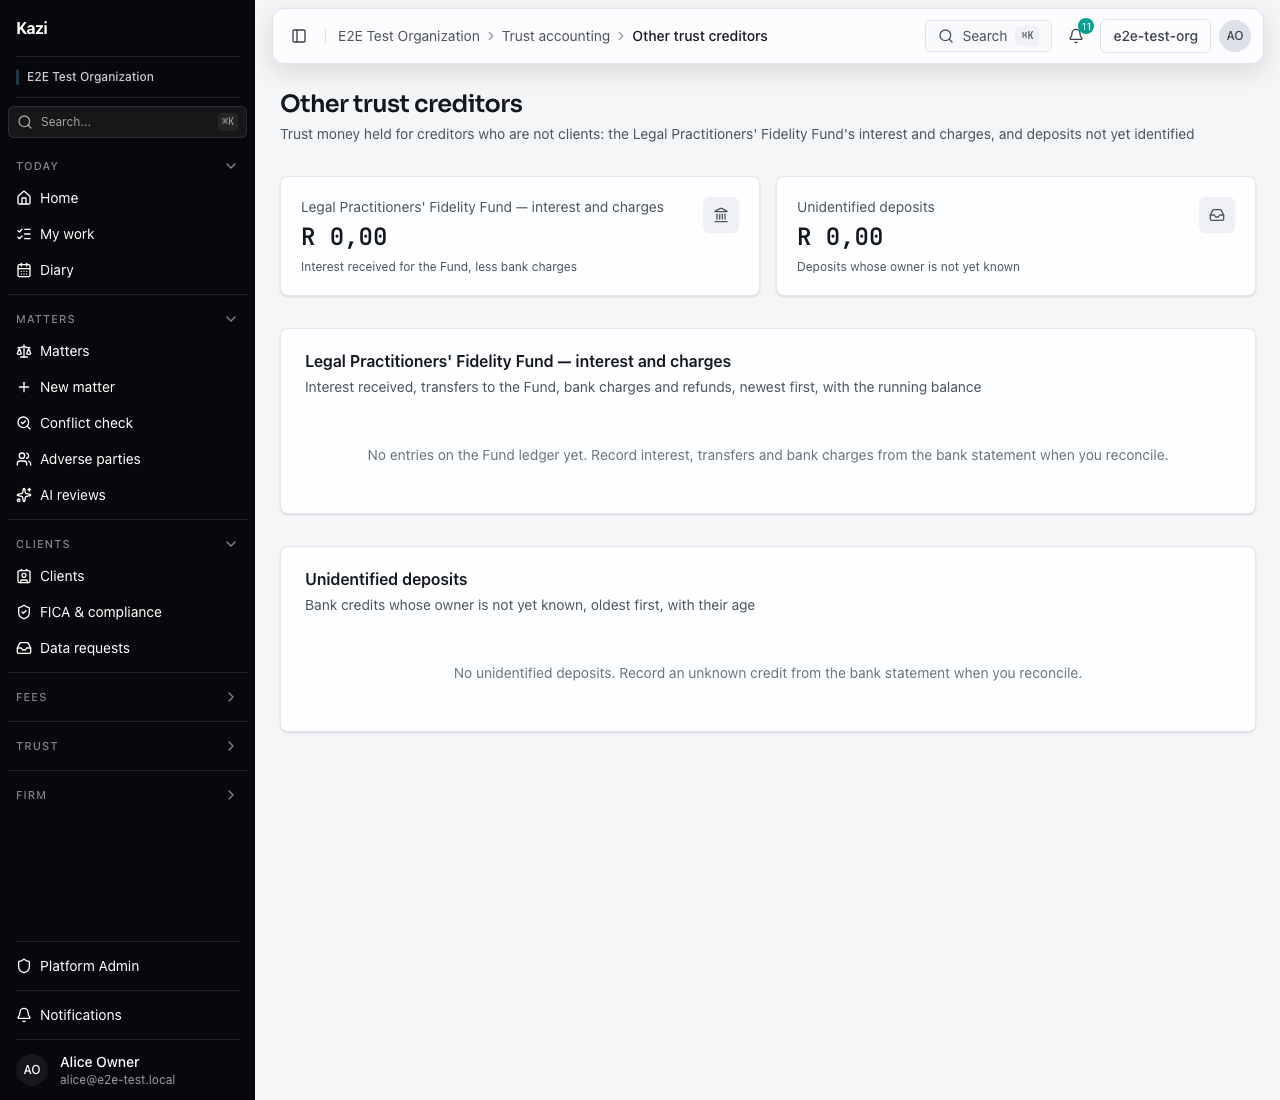 Kazi
E2E Test Organization
Search...
⌘K
TODAY
Home
My work
Diary
MATTERS
Matters
New matter
Conflict check
Adverse parties
AI reviews
CLIENTS
Clients
FICA & compliance
Data requests
FEES
TRUST
FIRM
Platform Admin
Notifications
AO
Alice Owner
alice@e2e-test.local
E2E Test Organization > Trust accounting > Other trust creditors
Search ⌘K
11
e2e-test-org
AO
Other trust creditors
Trust money held for creditors who are not clients: the Legal Practitioners' Fidelity Fund's interest and charges, and deposits not yet identified
Legal Practitioners' Fidelity Fund — interest and charges
R 0,00
Interest received for the Fund, less bank charges
Unidentified deposits
R 0,00
Deposits whose owner is not yet known
Legal Practitioners' Fidelity Fund — interest and charges
Interest received, transfers to the Fund, bank charges and refunds, newest first, with the running balance
No entries on the Fund ledger yet. Record interest, transfers and bank charges from the bank statement when you reconcile.
Unidentified deposits
Bank credits whose owner is not yet known, oldest first, with their age
No unidentified deposits. Record an unknown credit from the bank statement when you reconcile.